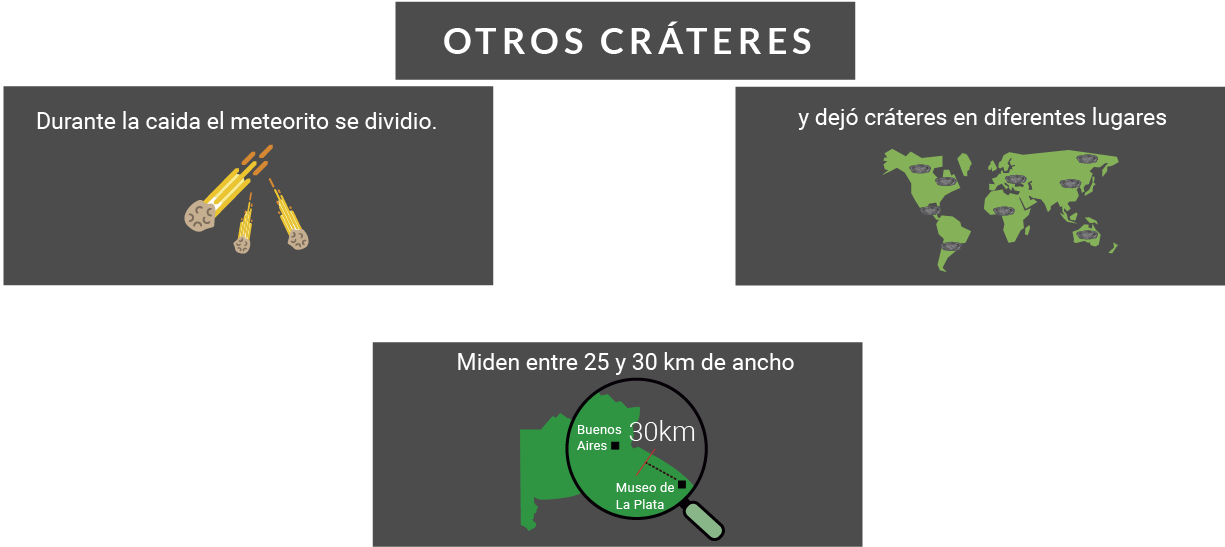 OTROS CRÁTERES
Durante la caida el meteorito se dividio.
y dejó cráteres en diferentes lugares
Miden entre 25 y 30 km de ancho
Buenos
Aires
30km
Museo de
La Plata